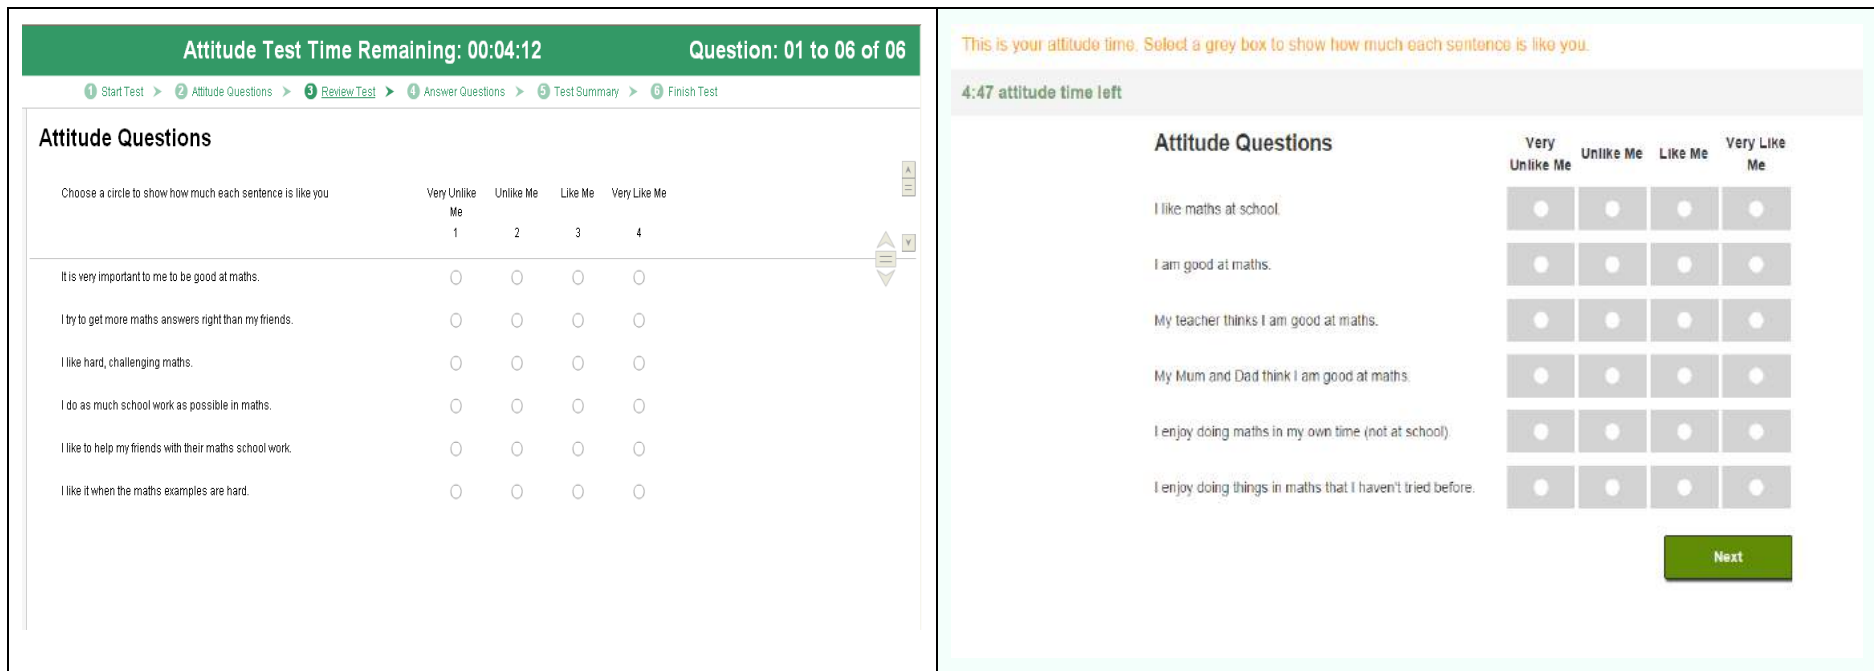 Attitude Test Time Remaining: 00:04:12 Question: 01 to 06 of 06
1 Start Test > 2 Attitude Questions > 3 Review Test > 4 Answer Questions > 5 Test Summary > 6 Finish Test
Attitude Questions
Choose a circle to show how much each sentence is like you Very Unlike Unlike Me Like Me Very Like Me
Me
1 2 3 4
It is very important to me to be good at maths.
I try to get more maths answers right than my friends.
I like hard, challenging maths.
I do as much school work as possible in maths.
I like to help my friends with their maths school work.
I like it when the maths examples are hard.
This is your attitude time. Select a grey box to show how much each sentence is like you.
4:47 attitude time left
Attitude Questions Very Unlike Me Like Me Very Like
Unlike Me Me
I like maths at school.
I am good at maths.
My teacher thinks I am good at maths.
My Mum and Dad think I am good at maths.
I enjoy doing maths in my own time (not at school).
I enjoy doing things in maths that I haven't tried before.
Next